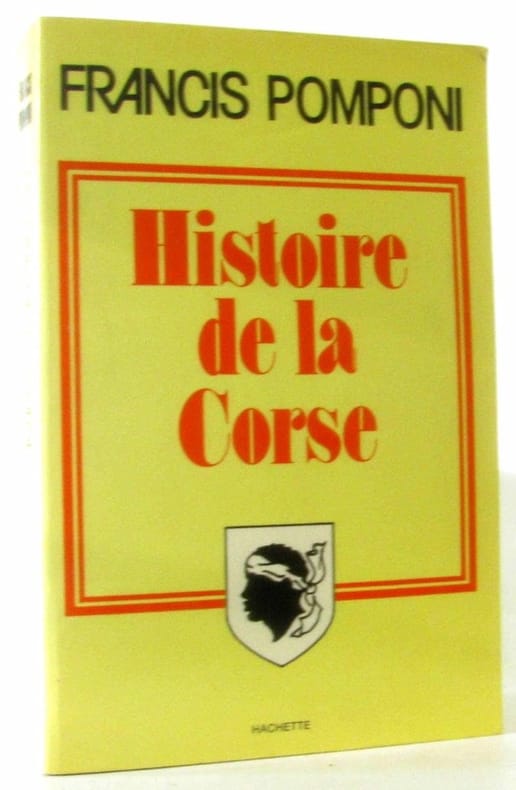 FRANCIS POMPONI
Histoire
de la
Corse
HACHETTE